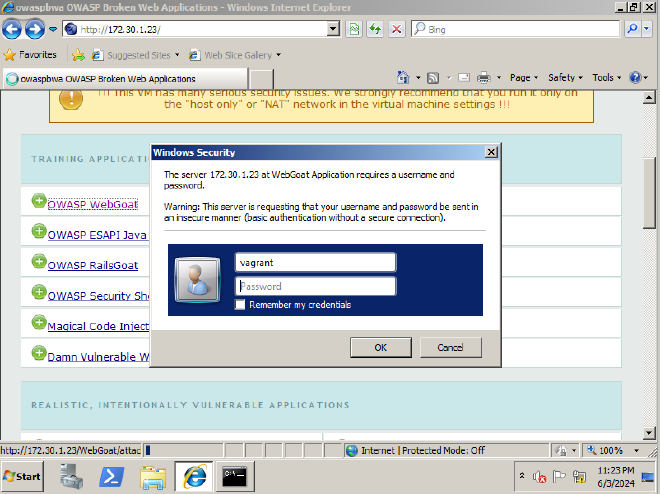 owaspbwa OWASP Broken Web Applications - Windows Internet Explorer
http://172.30.1.23/
Bing
Favorites
Suggested Sites
Web Slice Gallery
owaspbwa OWASP Broken Web Applications
Page
Safety
Tools
!!! This VM has many serious security issues. We strongly recommend that you run it only on
the "host only" or "NAT" network in the virtual machine settings !!!
TRAINING APPLICATI
OWASP WebGoat
OWASP ESAPI Java
OWASP RailsGoat
OWASP Security She
Magical Code Inject
Damn Vulnerable W
Windows Security
The server 172.30.1.23 at WebGoat Application requires a username and
password.
Warning: This server is requesting that your username and password be sent in
an insecure manner (basic authentication without a secure connection).
vagrant
Password
Remember my credentials
OK
Cancel
REALISTIC, INTENTIONALLY VULNERABLE APPLICATIONS
http://172.30.1.23/WebGoat/attac
Internet | Protected Mode: Off
100%
Start
11:23 PM
6/3/2024